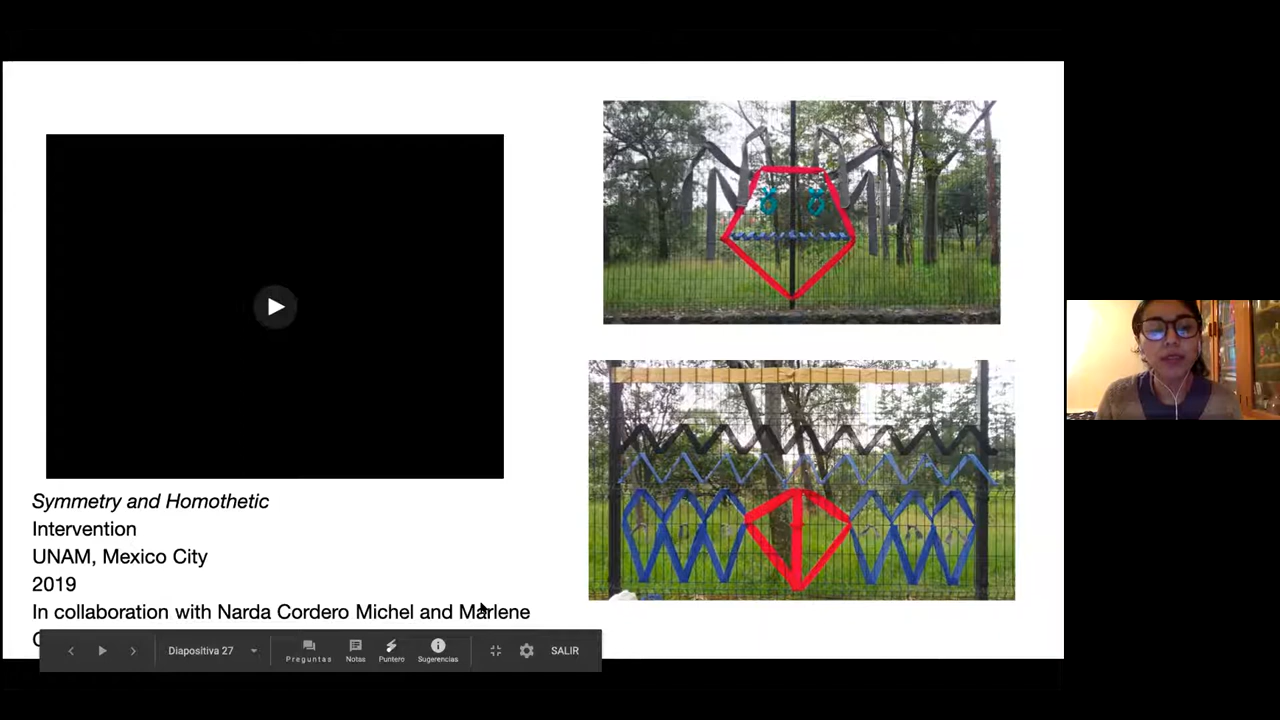 Symmetry and Homothetic
Intervention
UNAM, Mexico City
2019
In collaboration with Narda Cordero Michel and Marlene
Diapositiva 27
Preguntas
Notas
Puntero
Sugerencias
SALIR